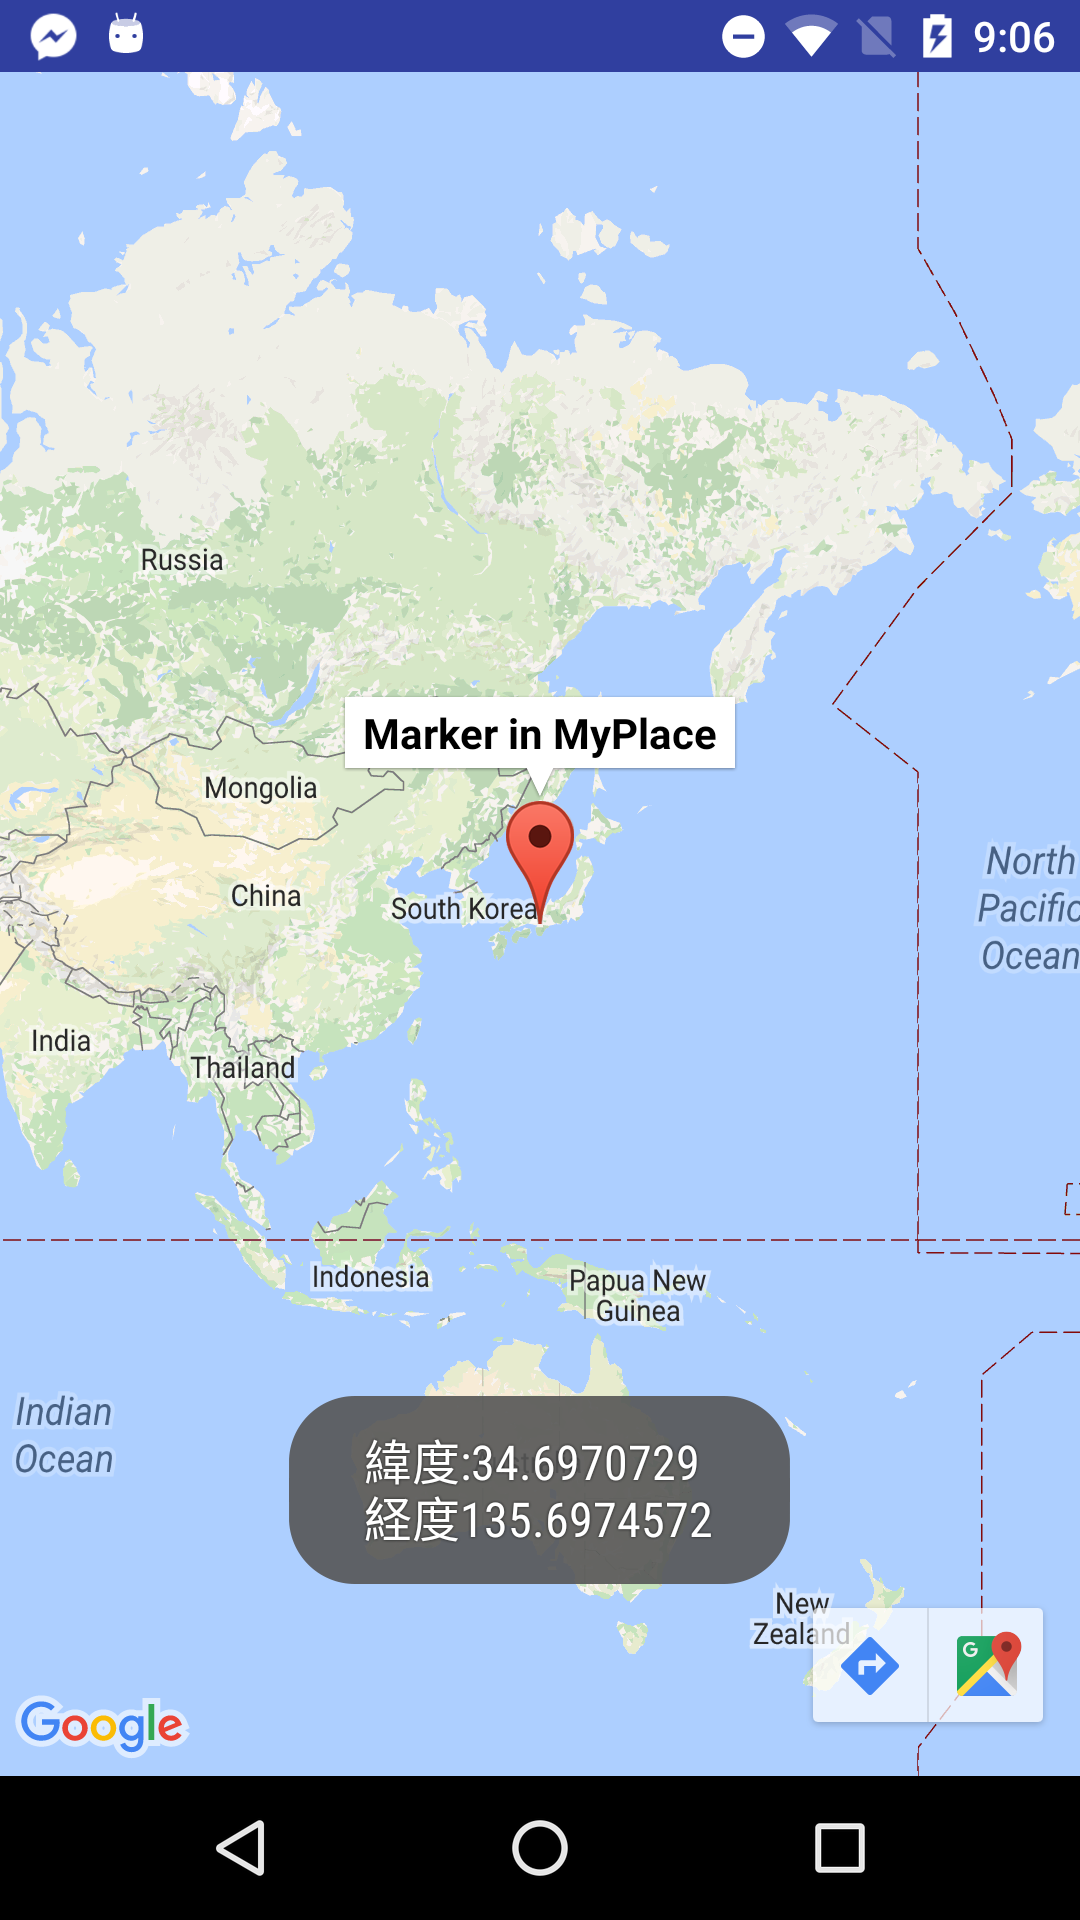 9:06
Russia
Marker in MyPlace
Mongolia
North
Pacific
Ocean
China
South Korea
India
Thailand
Indonesia
Papua New
Guinea
Indian
Ocean
緯度:34.6970729
経度135.6974572
New
Zealand
G
Google